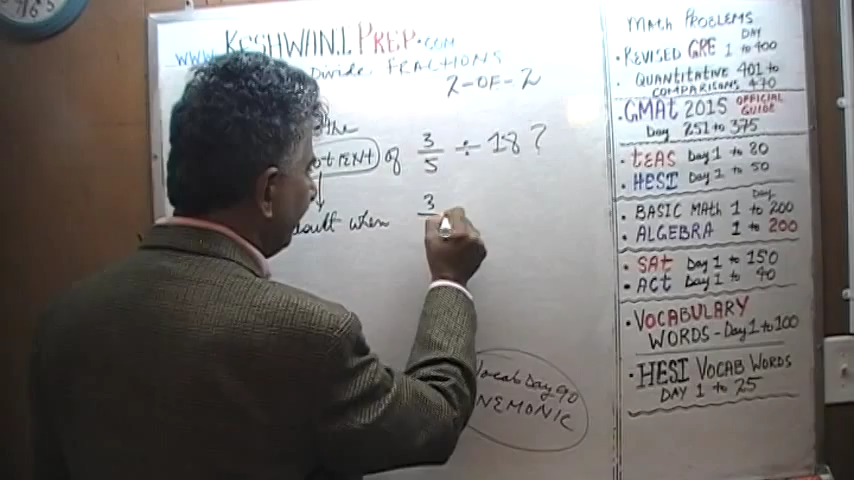 www. KESHWIN.I PREP.COM
Divide FRACTIONS
2-OF-2
the
of 3/5 ÷ 18?
when 3
Vocab Day 90
MNEMONIC
MATH PROBLEMS
• REVISED GRE DAY 1 to 400
• QUANTITATIVE 401 to
COMPARISONS 470
• GMAT 2015 OFFICIAL GUIDE
Day 251 to 375
• TEAS Day 1 to 80
• HESI Day 1 to 50
Day
• BASIC MATH 1 to 200
• ALGEBRA 1 to 200
• SAT Day 1 to 150
• ACT Day 1 to 90
• VOCABULARY
WORDS - Day 1 to 100
• HESI VOCAB WORDS
DAY 1 to 25